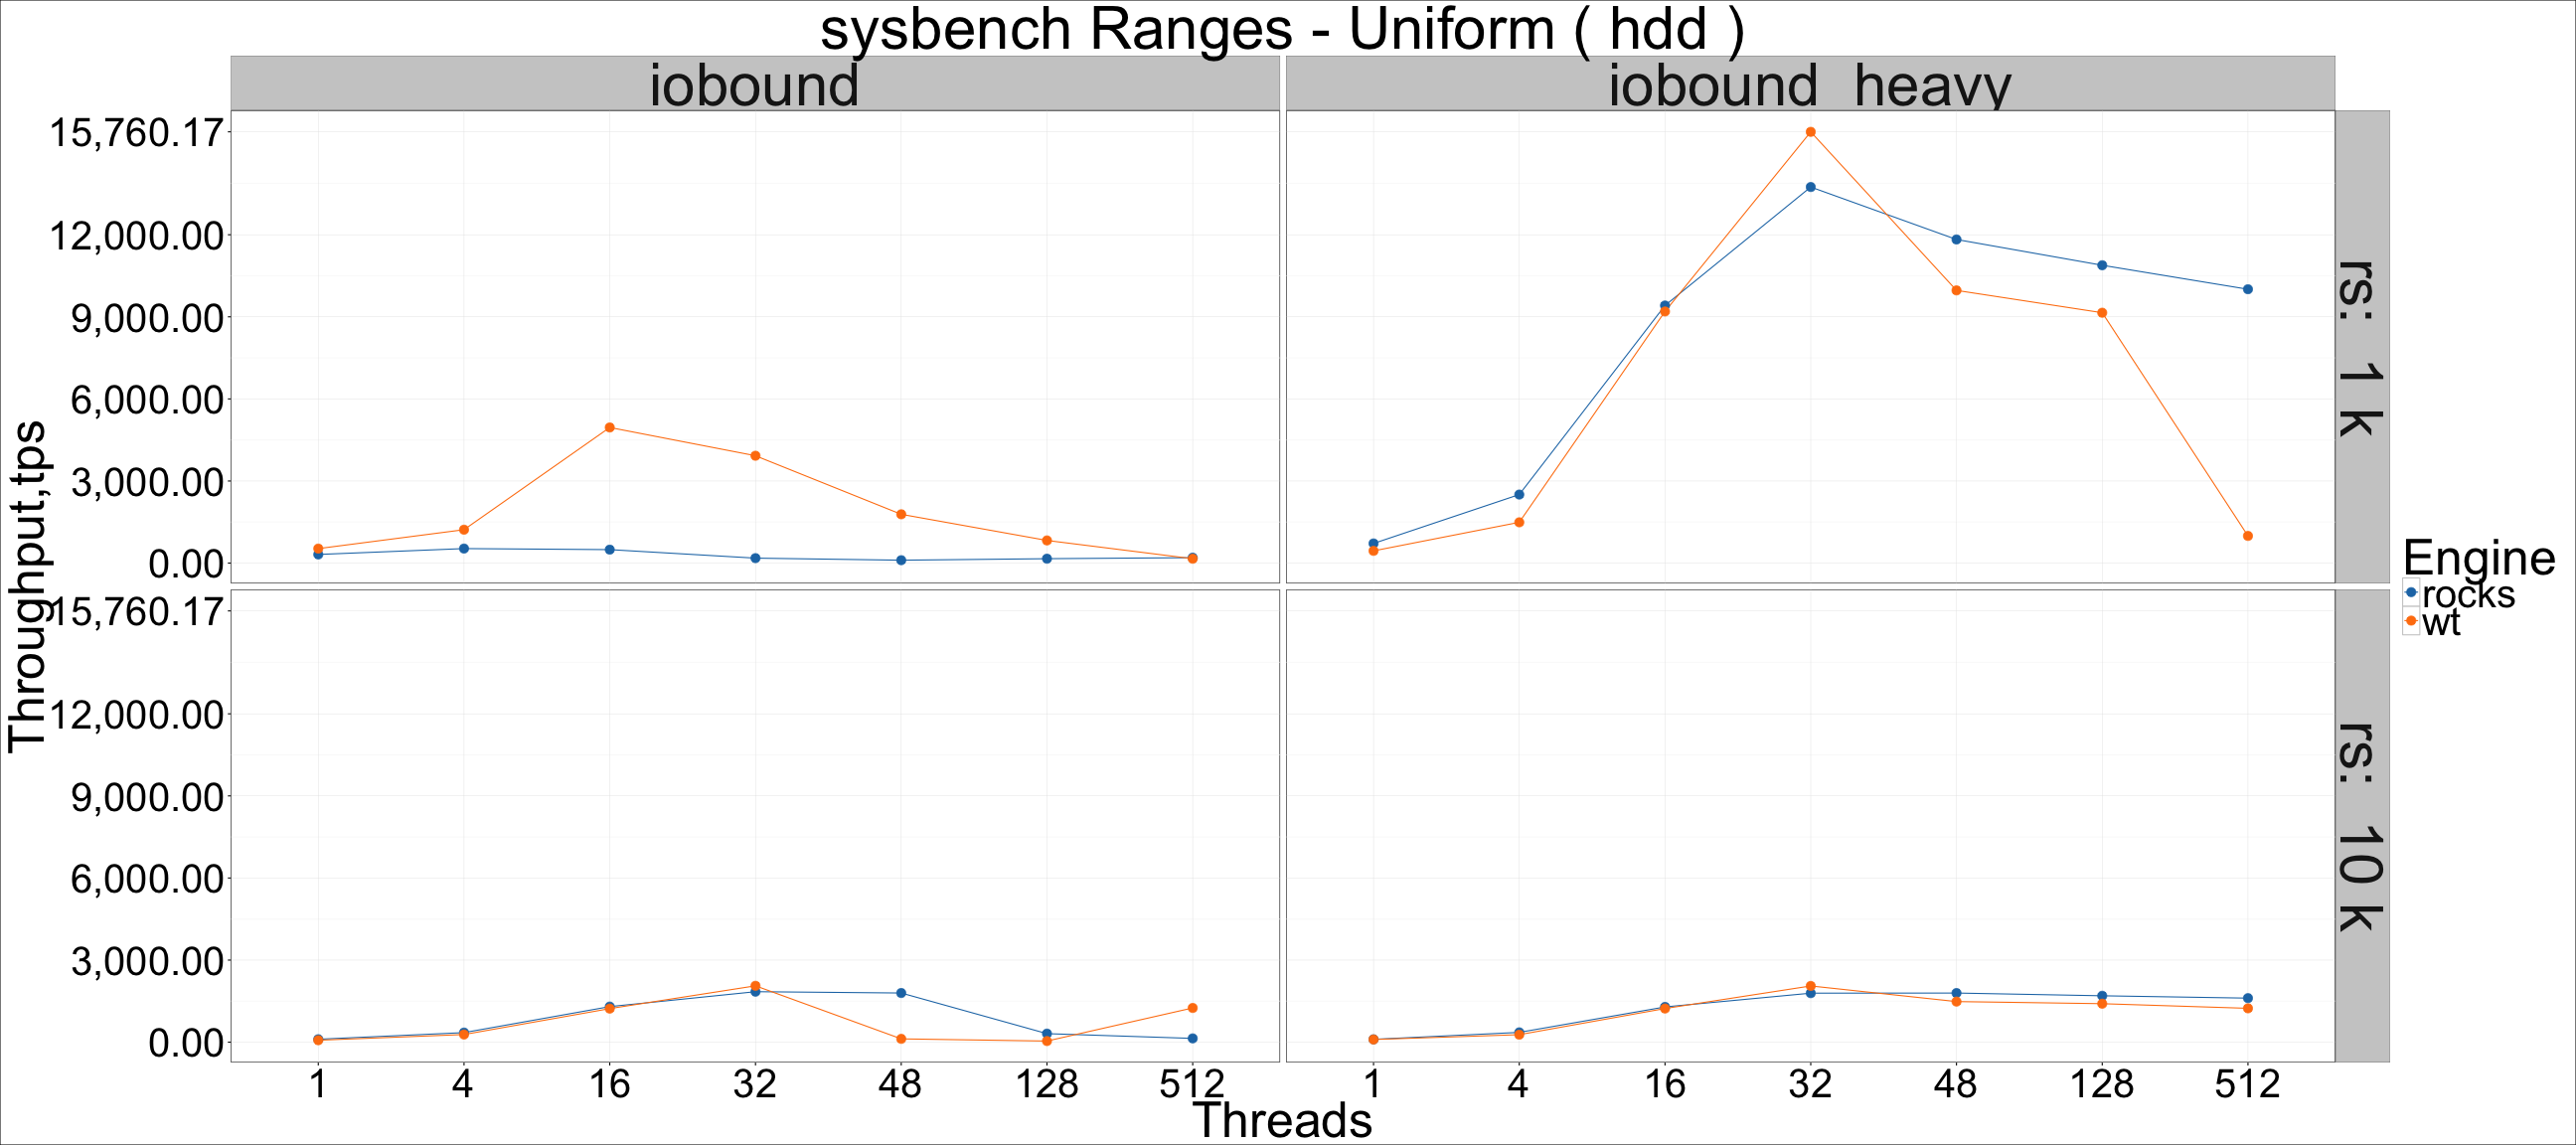 sysbench Ranges - Uniform ( hdd )
iobound
iobound heavy
15,760.17
12,000.00
9,000.00
6,000.00
3,000.00
0.00
rs: 1 k
15,760.17
12,000.00
9,000.00
6,000.00
3,000.00
0.00
rs: 10 k
Throughput,tps
1 4 16 32 48 128 512
1 4 16 32 48 128 512
Threads
Engine
rocks
wt